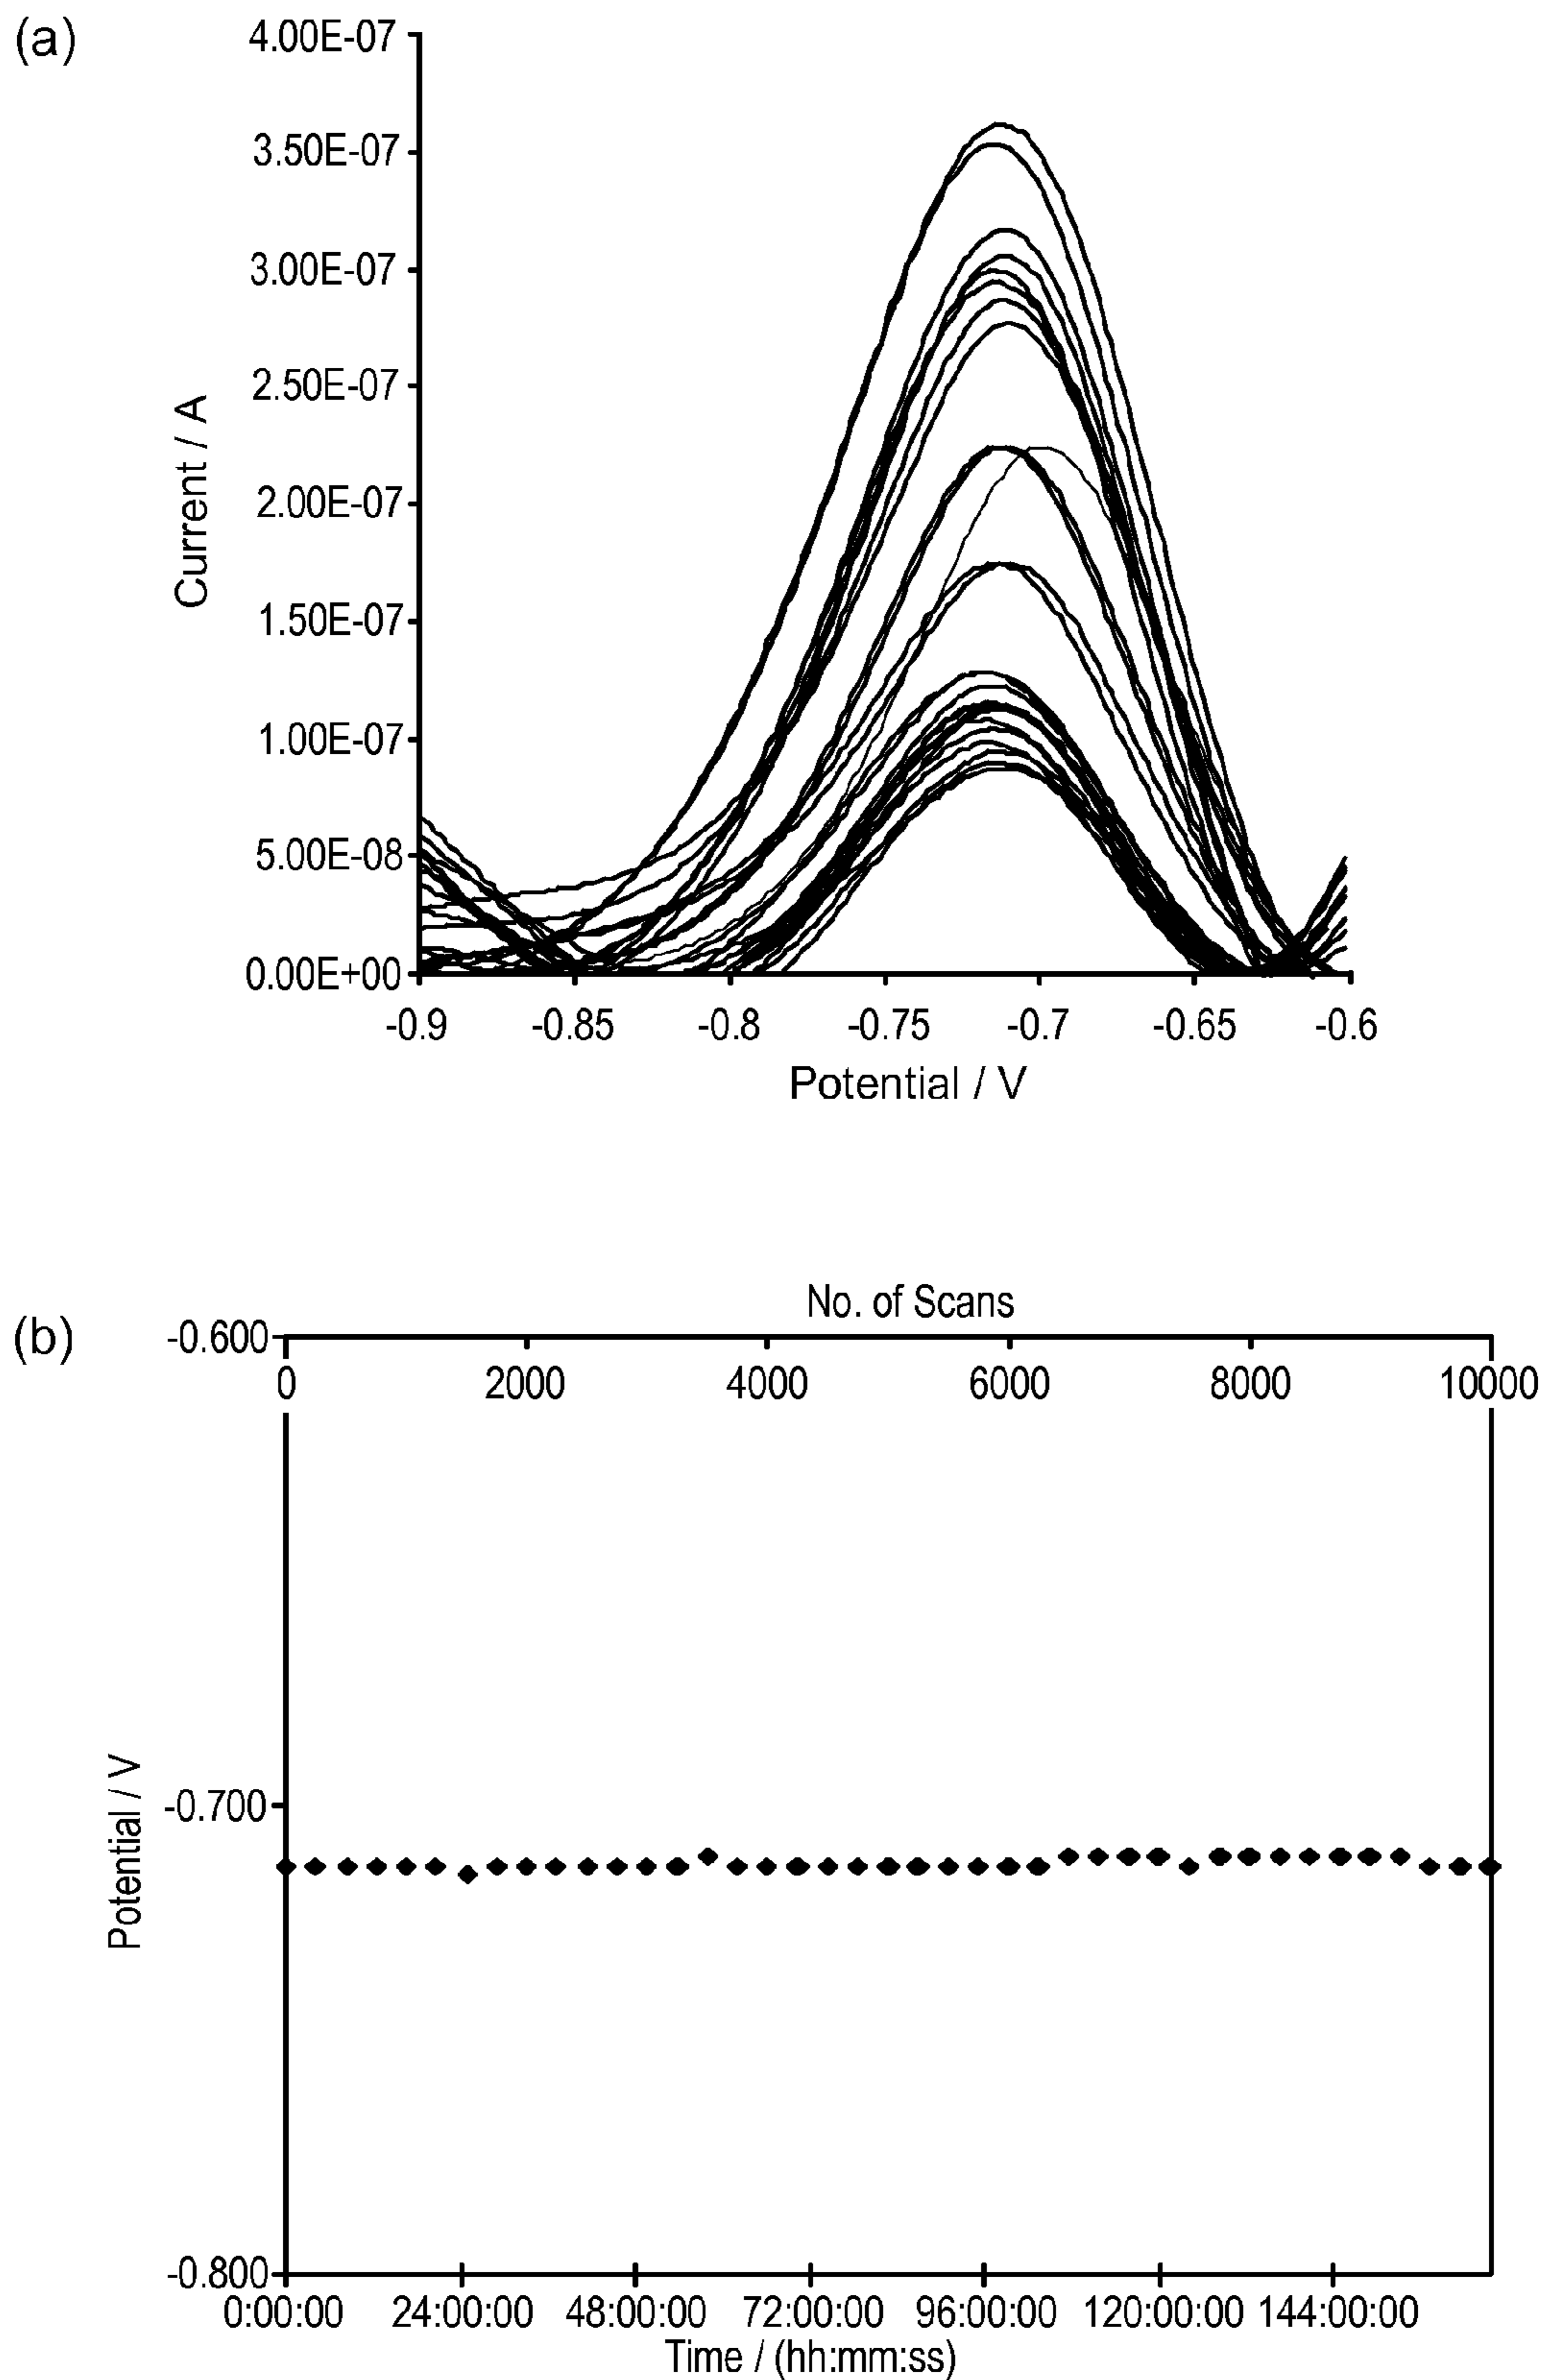 (a)
4.00E-07
3.50E-07
3.00E-07
2.50E-07
2.00E-07
1.50E-07
1.00E-07
5.00E-08
0.00E+00
Current / A
-0.9 -0.85 -0.8 -0.75 -0.7 -0.65 -0.6
Potential / V
(b)
No. of Scans
-0.600
0 2000 4000 6000 8000 10000
Potential / V
-0.700
-0.800
0:00:00 24:00:00 48:00:00 72:00:00 96:00:00 120:00:00 144:00:00
Time / (hh:mm:ss)